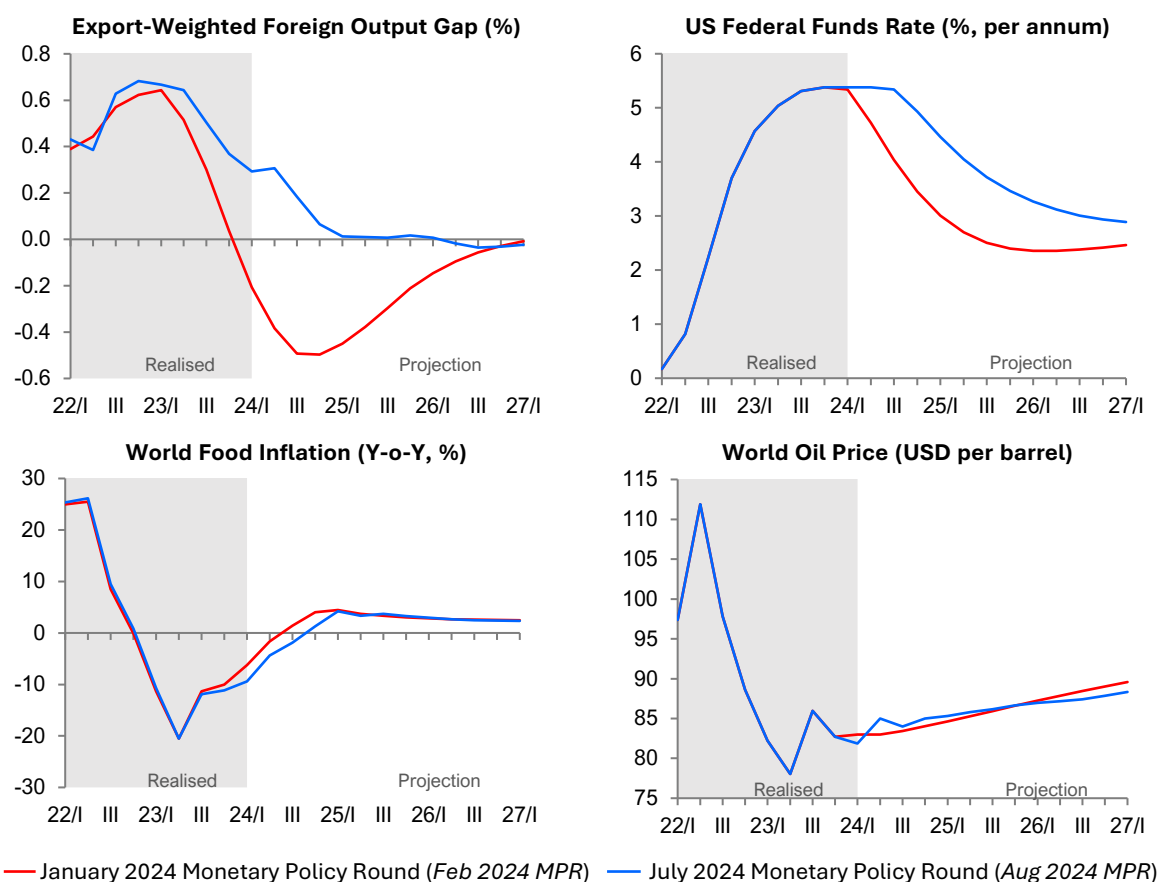 Export-Weighted Foreign Output Gap (%)
0.8
0.6
0.4
0.2
0.0
-0.2
-0.4
-0.6
Realised
Projection
22/I III 23/I III 24/I III 25/I III 26/I III 27/I
US Federal Funds Rate (%, per annum)
6
5
4
3
2
1
0
Realised
Projection
22/I III 23/I III 24/I III 25/I III 26/I III 27/I
World Food Inflation (Y-o-Y, %)
30
20
10
0
-10
-20
-30
Realised
Projection
22/I III 23/I III 24/I III 25/I III 26/I III 27/I
World Oil Price (USD per barrel)
115
110
105
100
95
90
85
80
75
Realised
Projection
22/I III 23/I III 24/I III 25/I III 26/I III 27/I
January 2024 Monetary Policy Round (Feb 2024 MPR)
July 2024 Monetary Policy Round (Aug 2024 MPR)